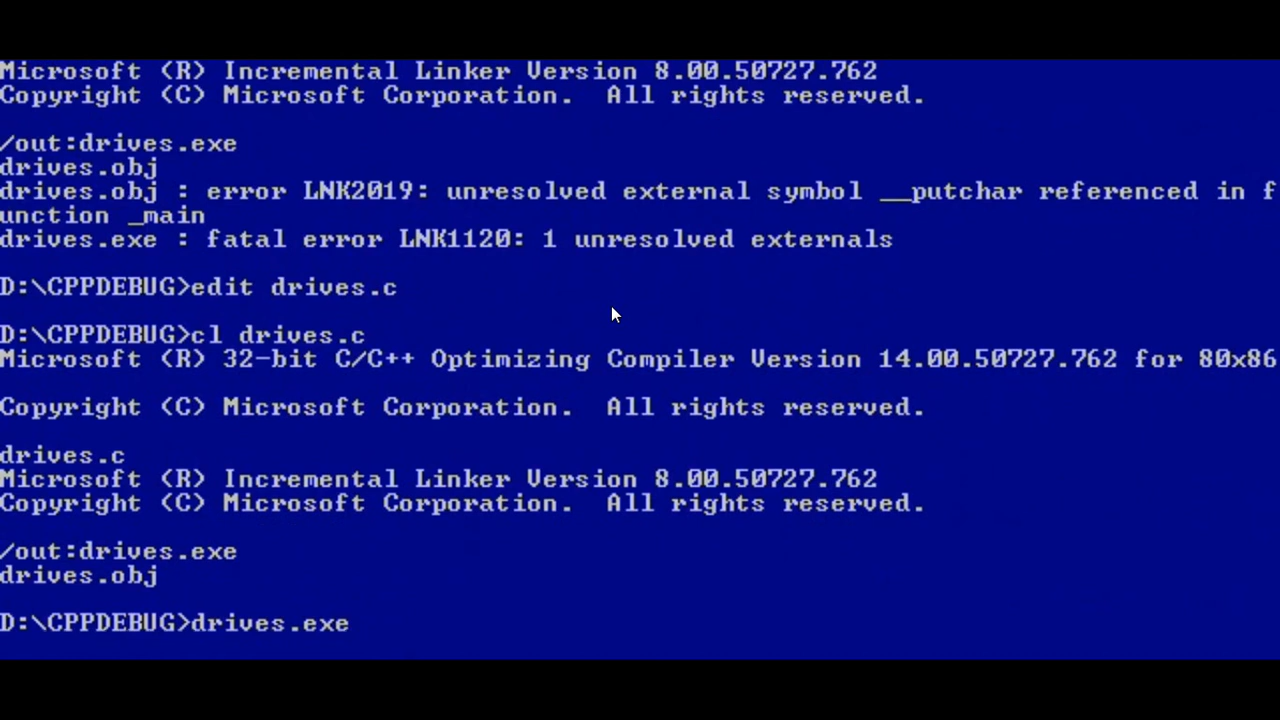 Microsoft (R) Incremental Linker Version 8.00.50727.762
Copyright (C) Microsoft Corporation.  All rights reserved.
/out:drives.exe
drives.obj
drives.obj : error LNK2019: unresolved external symbol __putchar referenced in f
unction _main
drives.exe : fatal error LNK1120: 1 unresolved externals
D:\CPPDEBUG>edit drives.c
D:\CPPDEBUG>cl drives.c
Microsoft (R) 32-bit C/C++ Optimizing Compiler Version 14.00.50727.762 for 80x86
Copyright (C) Microsoft Corporation.  All rights reserved.
drives.c
Microsoft (R) Incremental Linker Version 8.00.50727.762
Copyright (C) Microsoft Corporation.  All rights reserved.
/out:drives.exe
drives.obj
D:\CPPDEBUG>drives.exe